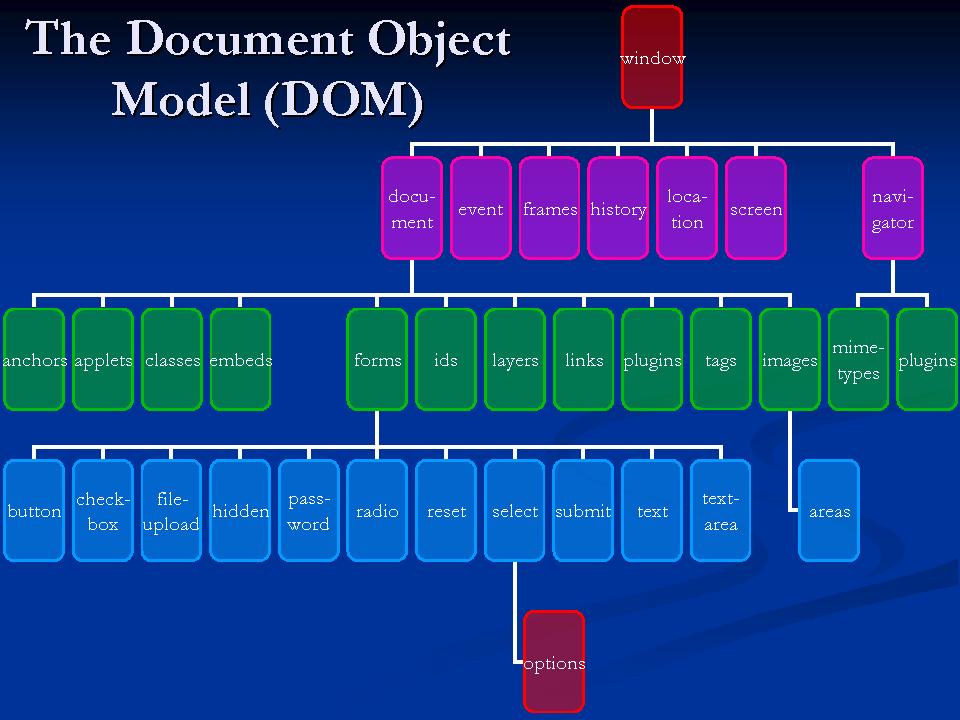 The Document Object
Model (DOM)
window
docu-
ment
event
frames
history
loca-
tion
screen
navi-
gator
anchors
applets
classes
embeds
forms
ids
layers
links
plugins
tags
images
mime-
types
plugins
button
check-
box
file-
upload
hidden
pass-
word
radio
reset
select
submit
text
text-
area
areas
options